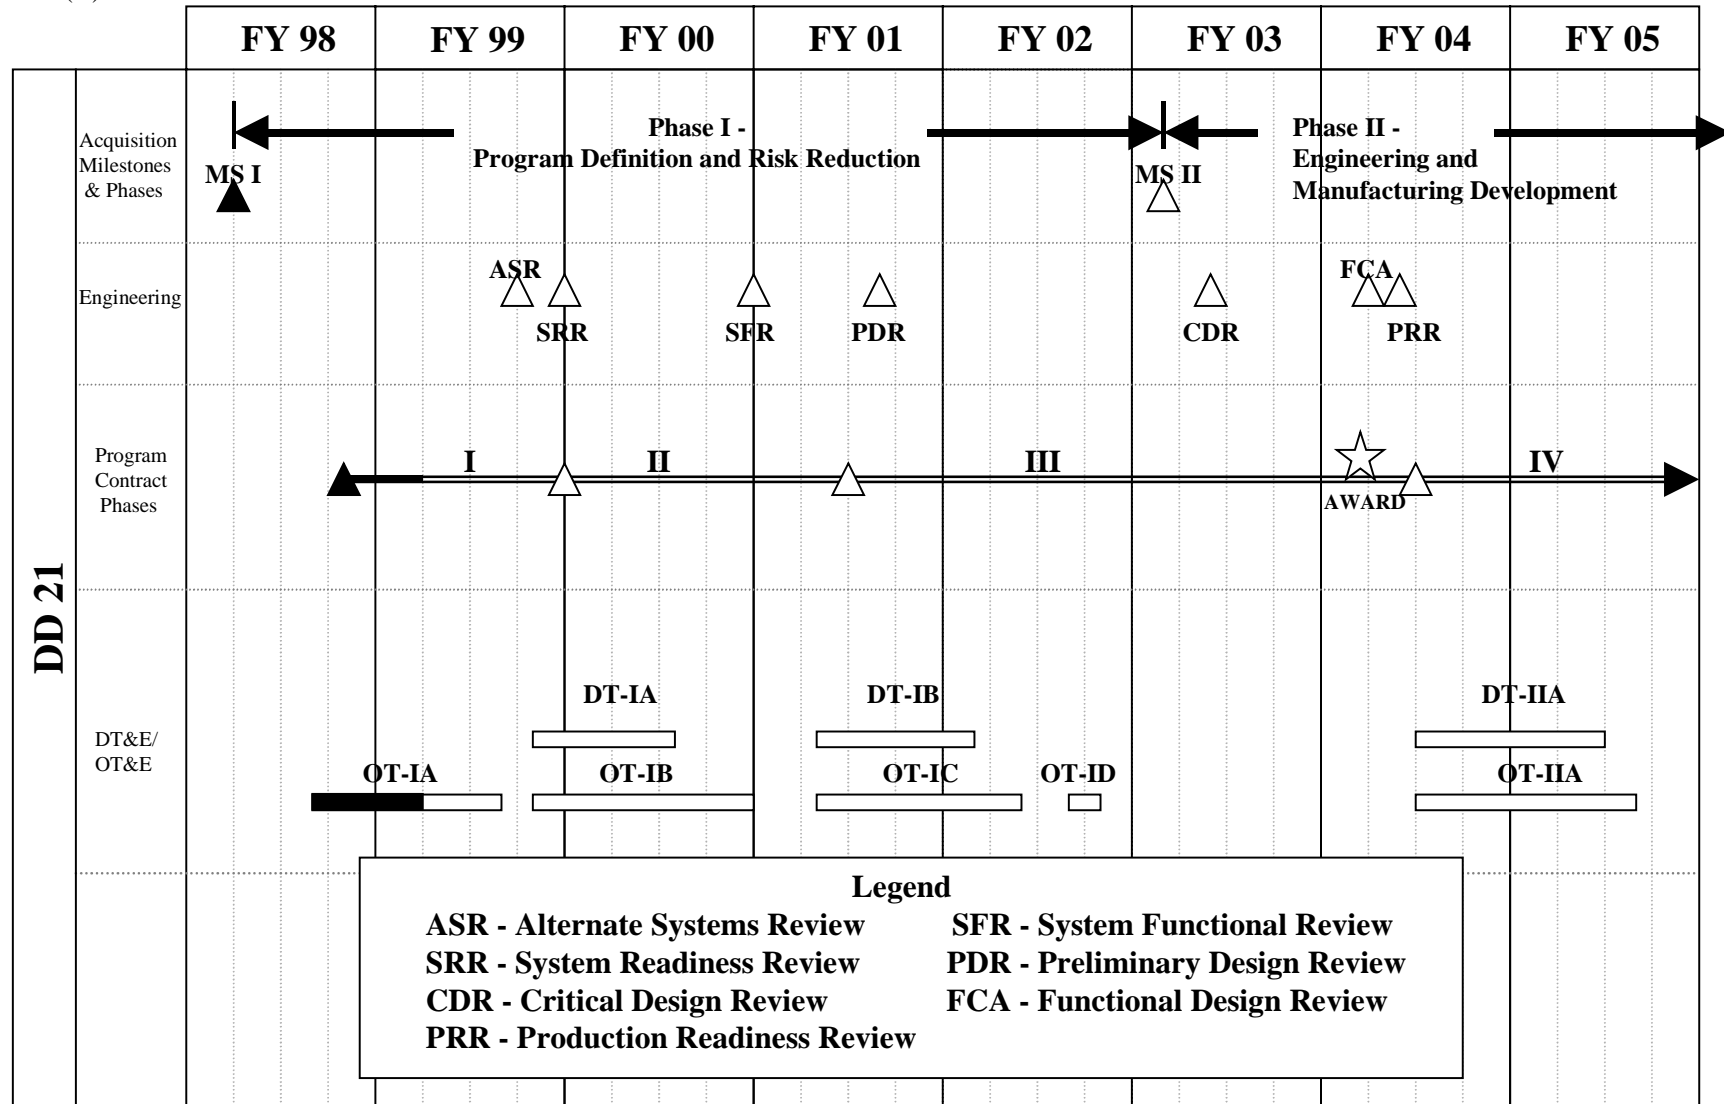 FY 98 FY 99 FY 00 FY 01 FY 02 FY 03 FY 04 FY 05
DD 21
Acquisition
Milestones
& Phases
MS I
Phase I -
Program Definition and Risk Reduction
MS II
Phase II -
Engineering and
Manufacturing Development
Engineering
ASR
SRR
SFR
PDR
CDR
FCA
PRR
Program
Contract
Phases
I
II
III
AWARD
IV
DT&E/
OT&E
DT-IA
DT-IB
DT-IIA
OT-IA
OT-IB
OT-IC
OT-ID
OT-IIA
Legend
ASR - Alternate Systems Review
SFR - System Functional Review
SRR - System Readiness Review
PDR - Preliminary Design Review
CDR - Critical Design Review
FCA - Functional Design Review
PRR - Production Readiness Review